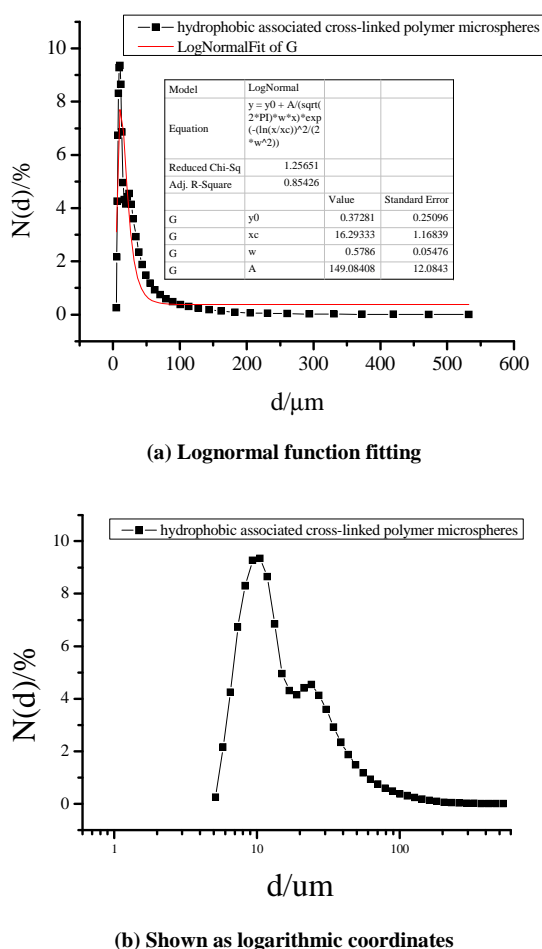 hydrophobic associated cross-linked polymer microspheres
LogNormalFit of G
10
8
6
4
2
0
N(d)/%
Model LogNormal
Equation y = y0 + A/(sqrt(
2*PI)*w*x)*exp
(-(ln(x/xc))^2/(2
*w^2))
Reduced Chi-Sq 1.25651
Adj. R-Square 0.85426
Value Standard Error
G y0 0.37281 0.25096
G xc 16.29333 1.16839
G w 0.5786 0.05476
G A 149.08408 12.0843
0 100 200 300 400 500 600
d/μm
(a) Lognormal function fitting
hydrophobic associated cross-linked polymer microspheres
10
8
6
4
2
0
N(d)/%
1 10 100
d/um
(b) Shown as logarithmic coordinates